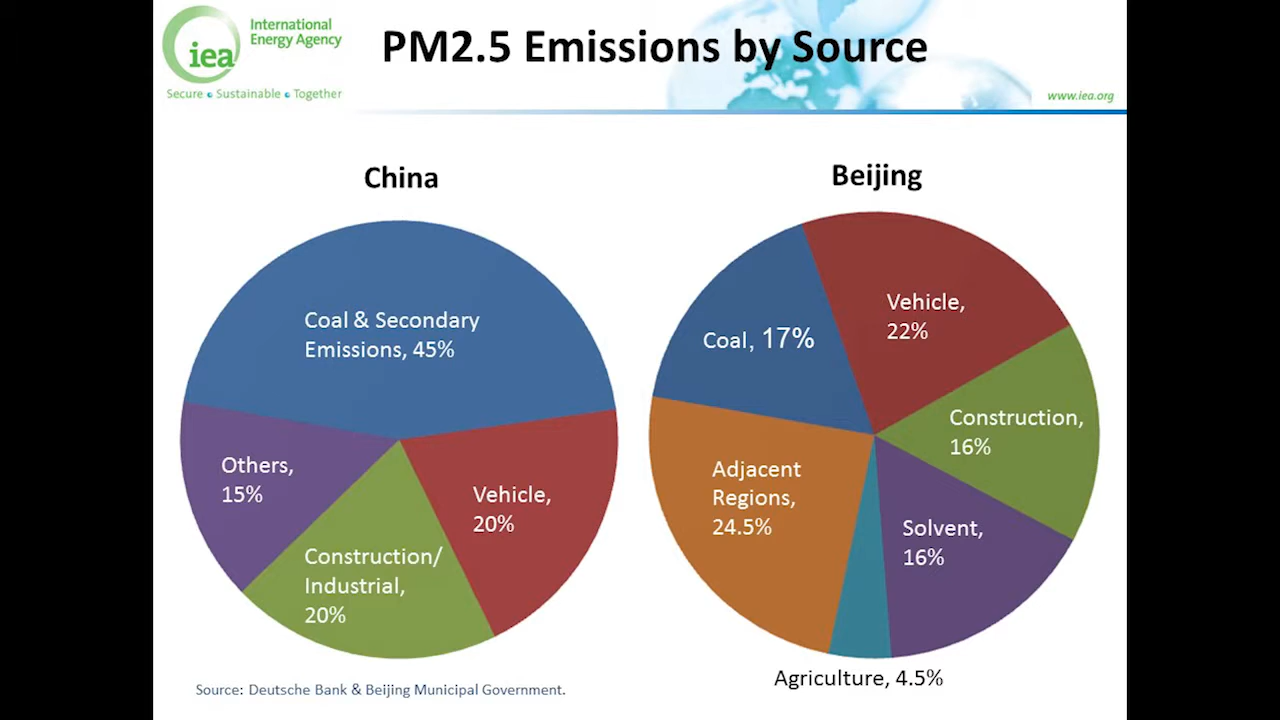 iea
International
Energy Agency
Secure • Sustainable • Together
PM2.5 Emissions by Source
www.iea.org
China
Coal & Secondary
Emissions, 45%
Others,
15%
Vehicle,
20%
Construction/
Industrial,
20%
Beijing
Vehicle,
22%
Coal, 17%
Construction,
16%
Adjacent
Regions,
24.5%
Solvent,
16%
Agriculture, 4.5%
Source: Deutsche Bank & Beijing Municipal Government.